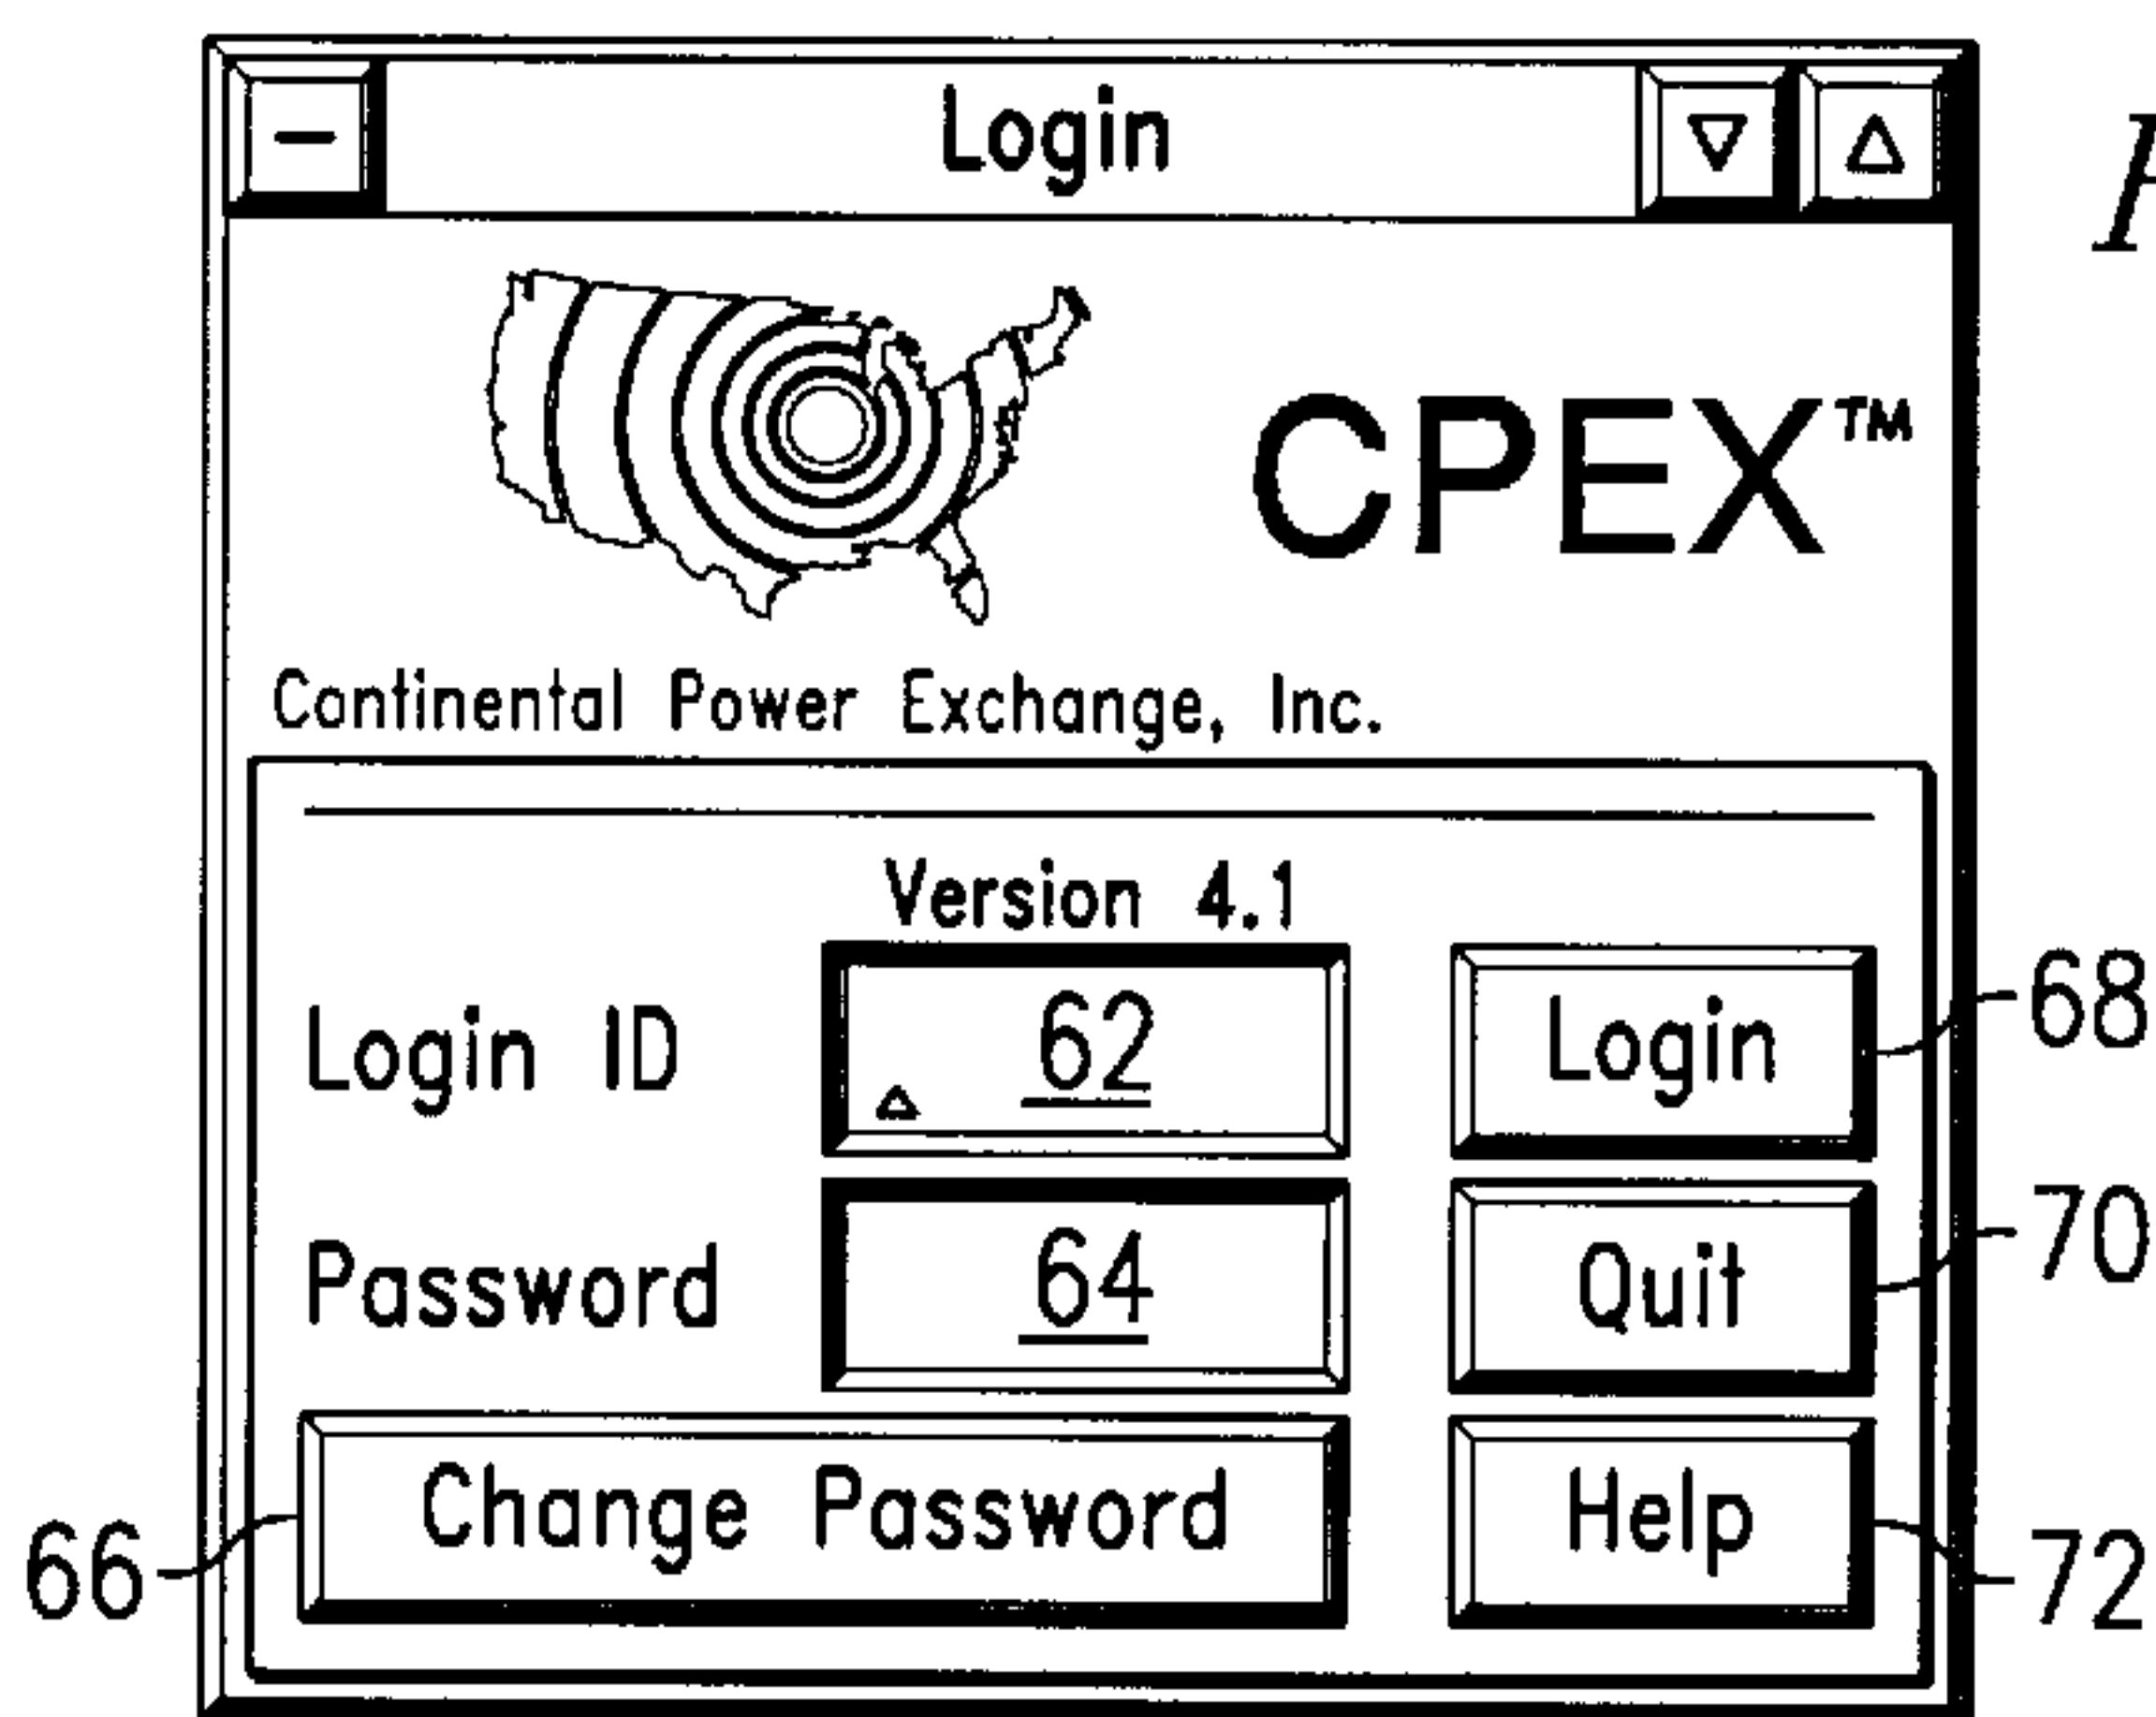 Login
CPEX™
Continental Power Exchange, Inc.
Version 4.1
Login ID 62 Login 68
Password 64 Quit 70
66 Change Password Help 72